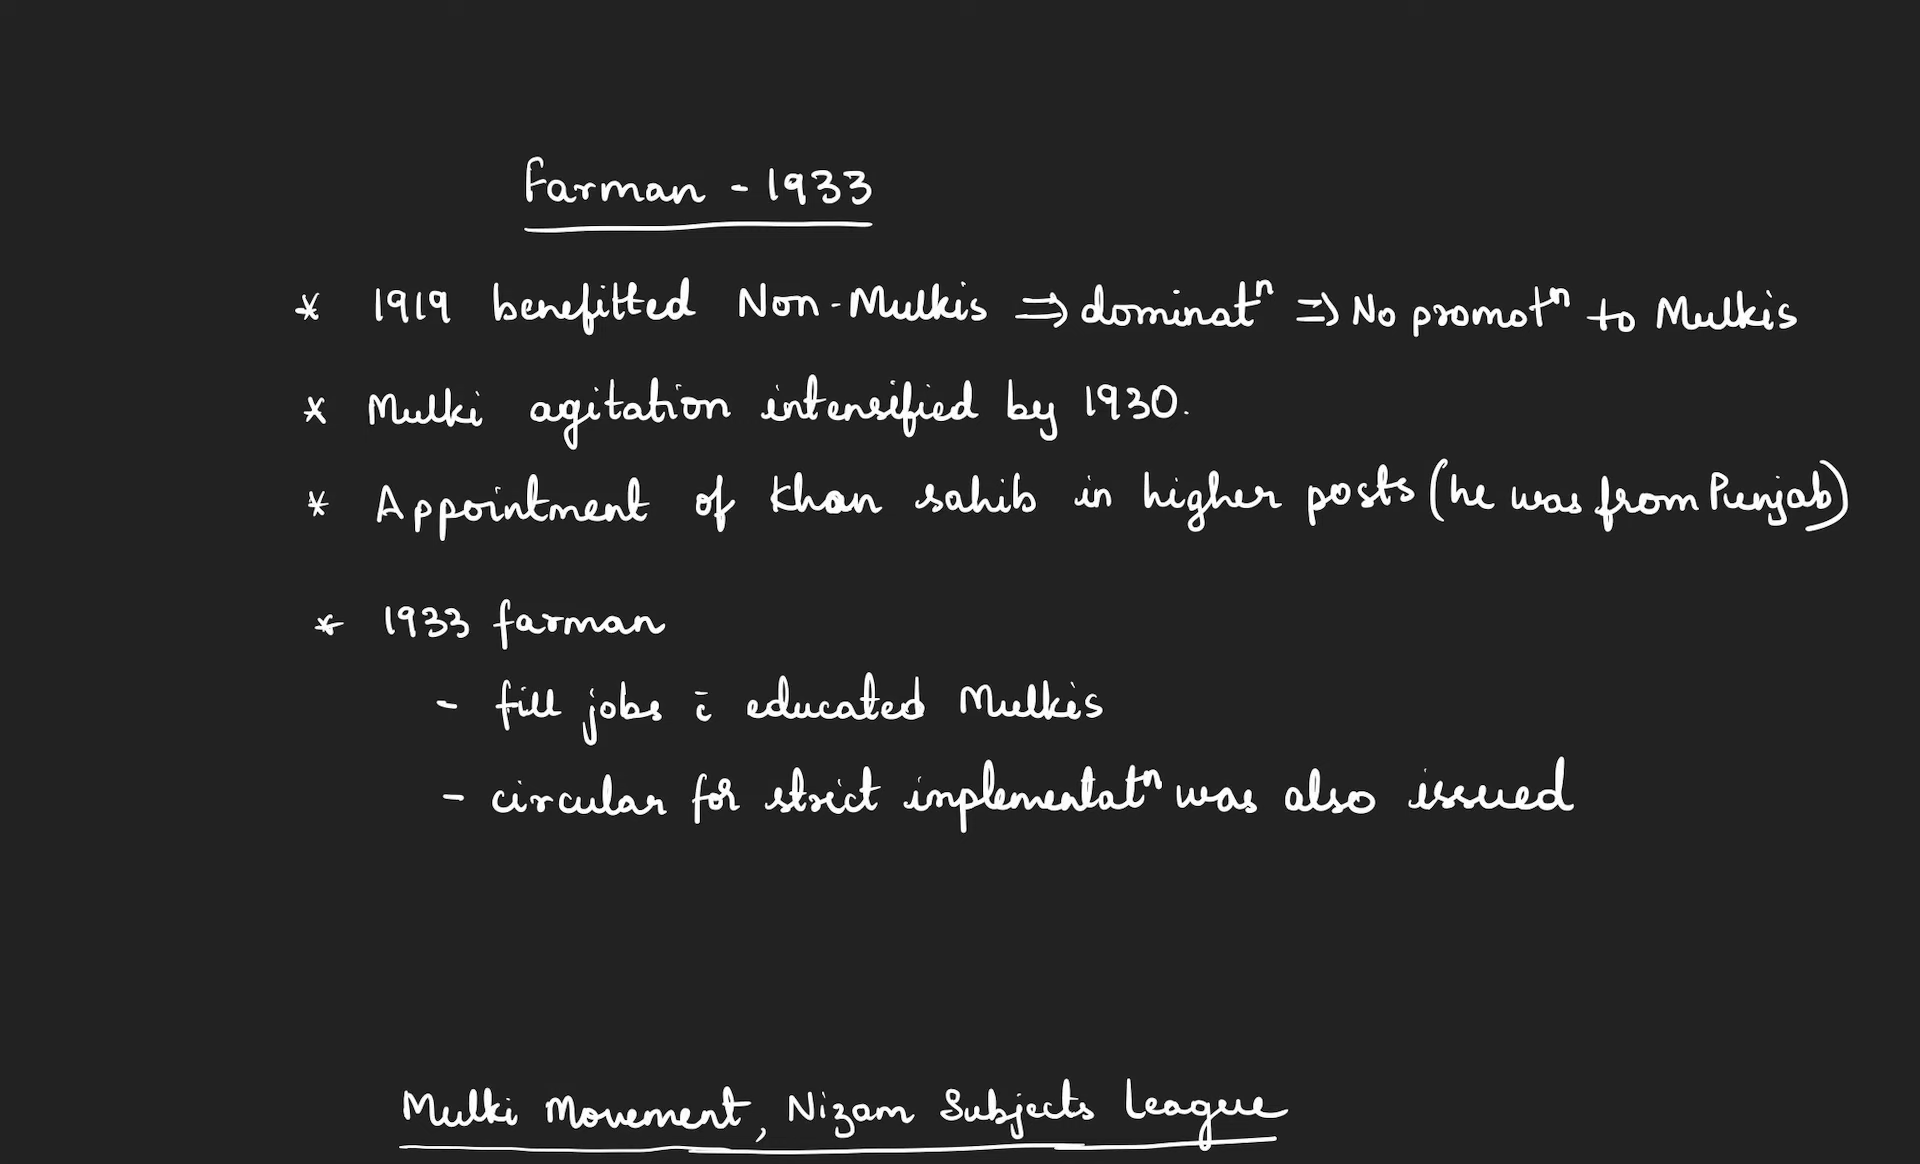 Farman - 1933
* 1919 benefitted Non-Mulkis ⇒ dominatⁿ ⇒ No promotⁿ to Mulkis
* Mulki agitation intensified by 1930.
* Appointment of Khan sahib in higher posts (he was from Punjab)
* 1933 farman
- fill jobs c̄ educated Mulkis
- circular for strict implementatⁿ was also issued
Mulki Movement, Nizam Subjects League